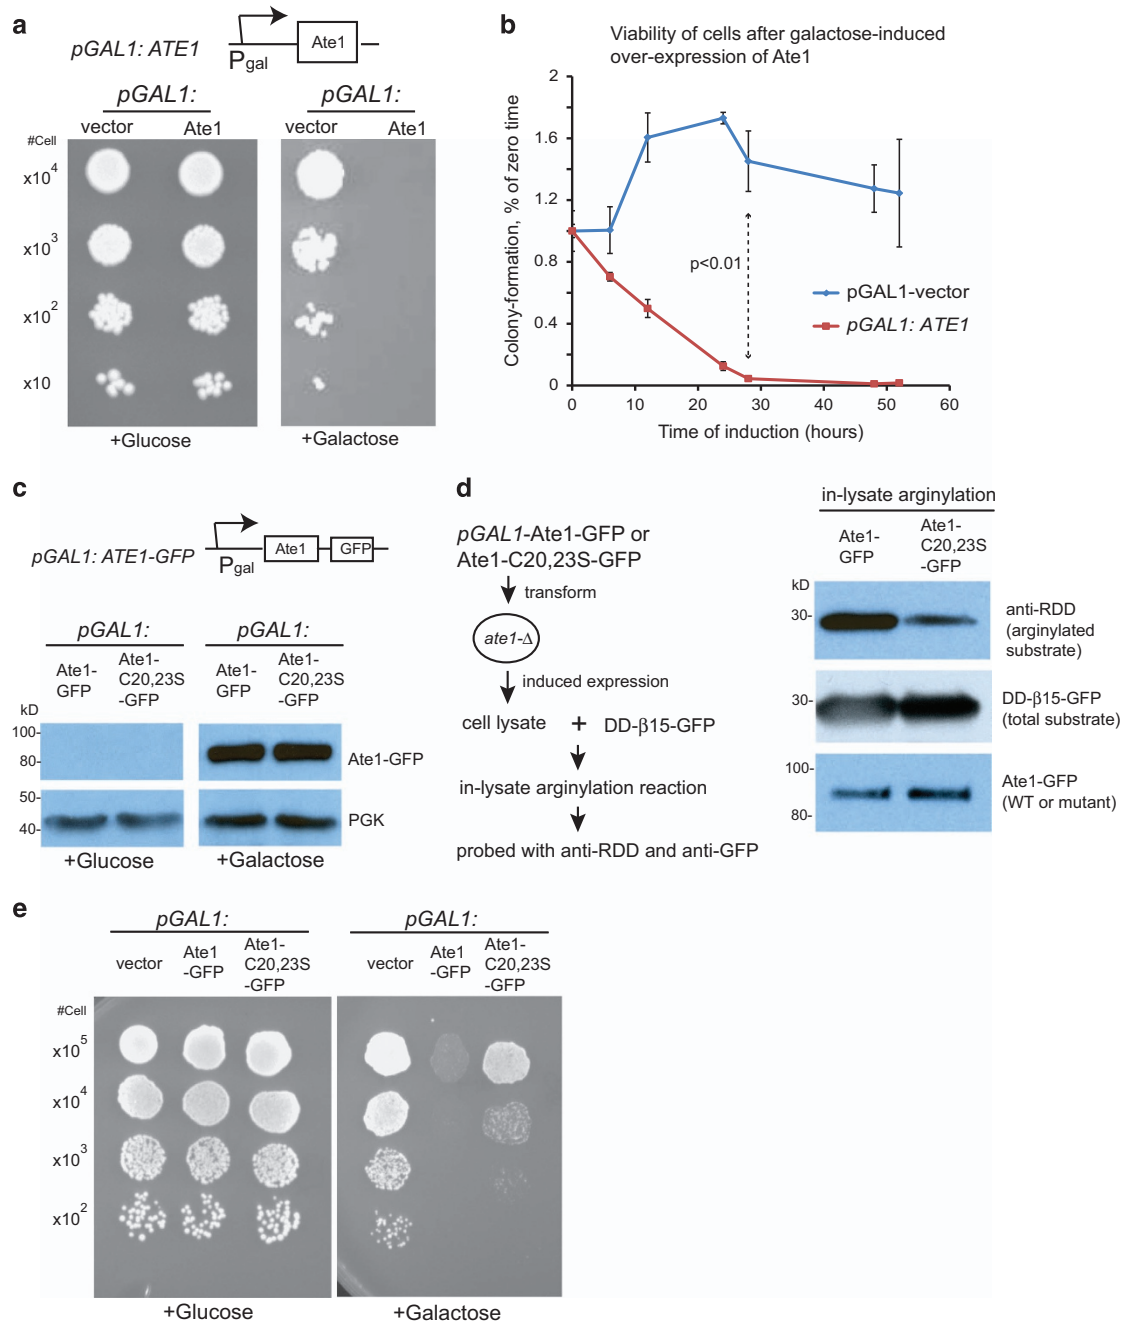 a
pGAL1: ATE1
Pgal
Ate1
pGAL1:
pGAL1:
vector
Ate1
vector
Ate1
#Cell
x10^4
x10^3
x10^2
x10
+Glucose
+Galactose
b
Viability of cells after galactose-induced
over-expression of Ate1
Colony-formation, % of zero time
2
1.6
1.2
0.8
0.4
0
p<0.01
pGAL1-vector
pGAL1: ATE1
0 10 20 30 40 50 60
Time of induction (hours)
c
pGAL1: ATE1-GFP
Pgal
Ate1
GFP
pGAL1:
pGAL1:
Ate1-
GFP
Ate1-
C20,23S
-GFP
Ate1-
GFP
Ate1-
C20,23S
-GFP
kD
100-
80-
Ate1-GFP
50-
40-
PGK
+Glucose
+Galactose
d
pGAL1-Ate1-GFP or
Ate1-C20,23S-GFP
transform
ate1-Δ
induced expression
cell lysate + DD-β15-GFP
in-lysate arginylation reaction
probed with anti-RDD and anti-GFP
in-lysate arginylation
Ate1-
GFP
Ate1-
C20,23S
-GFP
kD
30-
anti-RDD
(arginylated
substrate)
30-
DD-β15-GFP
(total substrate)
100-
80-
Ate1-GFP
(WT or mutant)
e
pGAL1:
pGAL1:
vector
Ate1
-GFP
Ate1-
C20,23S
-GFP
vector
Ate1
-GFP
Ate1-
C20,23S
-GFP
#Cell
x10^5
x10^4
x10^3
x10^2
+Glucose
+Galactose